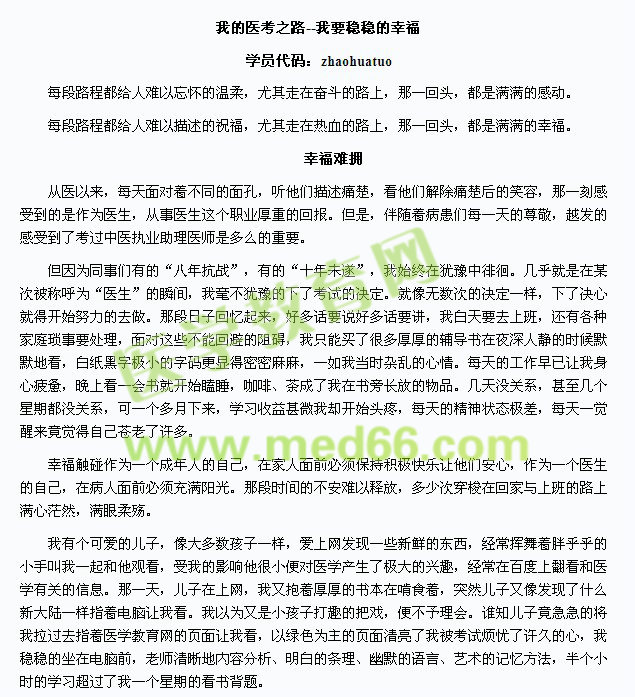 我的医考之路--我要稳稳的幸福
学员代码：zhaohuatuo
每段路程都给人难以忘怀的温柔，尤其走在奋斗的路上，那一回头，都是满满的感动。
每段路程都给人难以描述的祝福，尤其走在热血的路上，那一回头，都是满满的幸福。
幸福难拥
从医以来，每天面对着不同的面孔，听他们描述痛楚，看他们解除痛楚后的笑容，那一刻感
受到的是作为医生，从事医生这个职业厚重的回报。但是，伴随着病患们每一天的尊敬，越发的
感受到了考过中医执业助理医师是多么的重要。
但因为同事们有的“八年抗战”，有的“十年未遂”，我始终在犹豫中徘徊。几乎就是在某
次被称呼为“医生”的瞬间，我毫不犹豫的下了考试的决定。就像无数次的决定一样，下了决心
就得开始努力的去做。那段日子回忆起来，好多话要说好多话要讲，我白天要去上班，还有各种
家庭琐事要处理，面对这些不能回避的阻碍，我只能买了很多厚厚的辅导书在夜深人静的时候默
默地看，白纸黑字极小的字码更显得密密麻麻，一如我当时杂乱的心情。每天的工作早已让我身
心疲惫，晚上看一会书就开始瞌睡，咖啡、茶成了我在书旁长放的物品。几天没关系，甚至几个
星期都没关系，可一个多月下来，学习收益甚微我却开始头疼，每天的精神状态极差，每天一觉
醒来竟觉得自己苍老了许多。
幸福触碰作为一个成年人的自己，在家人面前必须保持积极快乐让他们安心，作为一个医生
的自己，在病人面前必须充满阳光。那段时间的不安难以释放，多少次穿梭在回家与上班的路上
满心茫然，满眼柔殇。
我有个可爱的儿子，像大多数孩子一样，爱上网发现一些新鲜的东西，经常挥舞着胖乎乎的
小手叫我一起和他观看，受我的影响他很小便对医学产生了极大的兴趣，经常在百度上翻看和医
学有关的信息。那一天，儿子在上网，我又抱着厚厚的书本在啃食着，突然儿子又像发现了什么
新大陆一样指着电脑让我看。我以为又是小孩子打趣的把戏，便不予理会。谁知儿子竟急急的将
我拉过去指着医学教育网的页面让我看，以绿色为主的页面清亮了我被考试烦忧了许久的心，我
稳稳的坐在电脑前，老师清晰地内容分析、明白的条理、幽默的语言、艺术的记忆方法，半个小
时的学习超过了我一个星期的看书背题。
医学教育网
www.med66.com